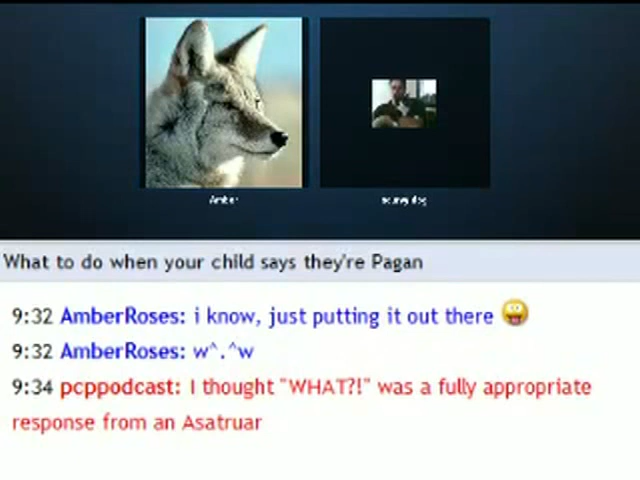 Amber
scurvy dog
What to do when your child says they're Pagan
9:32 AmberRoses: i know, just putting it out there
9:32 AmberRoses: w^.^w
9:34 pcppodcast: I thought "WHAT?!" was a fully appropriate
response from an Asatruar